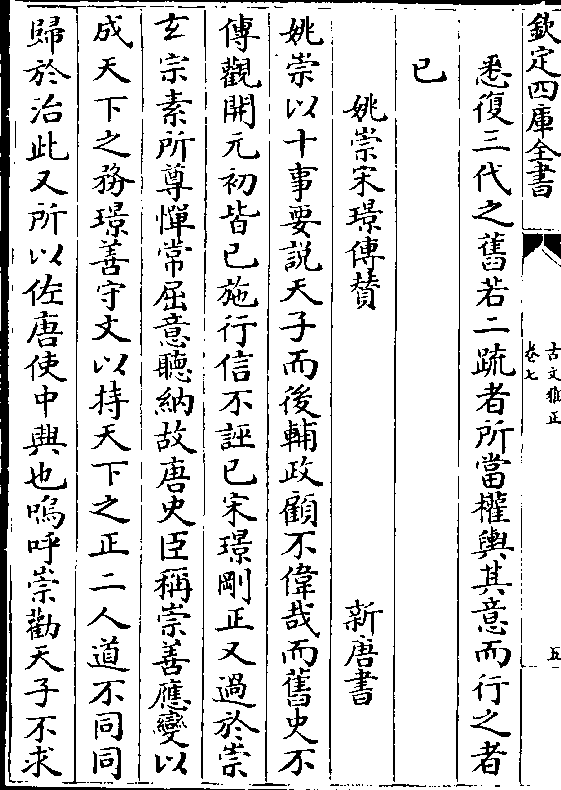 欽定四庫全書
古文雅正
卷七
五
悉復三代之舊若二疏者所當權輿其意而行之者
已
姚崇宋璟傳贊 新唐書
姚崇以十事要說天子而後輔政顧不偉哉而舊史不
傳觀開元初皆已施行信不誣已宋璟剛正又過於崇
玄宗素所尊憚常屈意聽納故唐史臣稱崇善應變以
成天下之務璟善守文以持天下之正二人道不同同
歸於治此又所以佐唐使中興也嗚呼崇勸天子不求